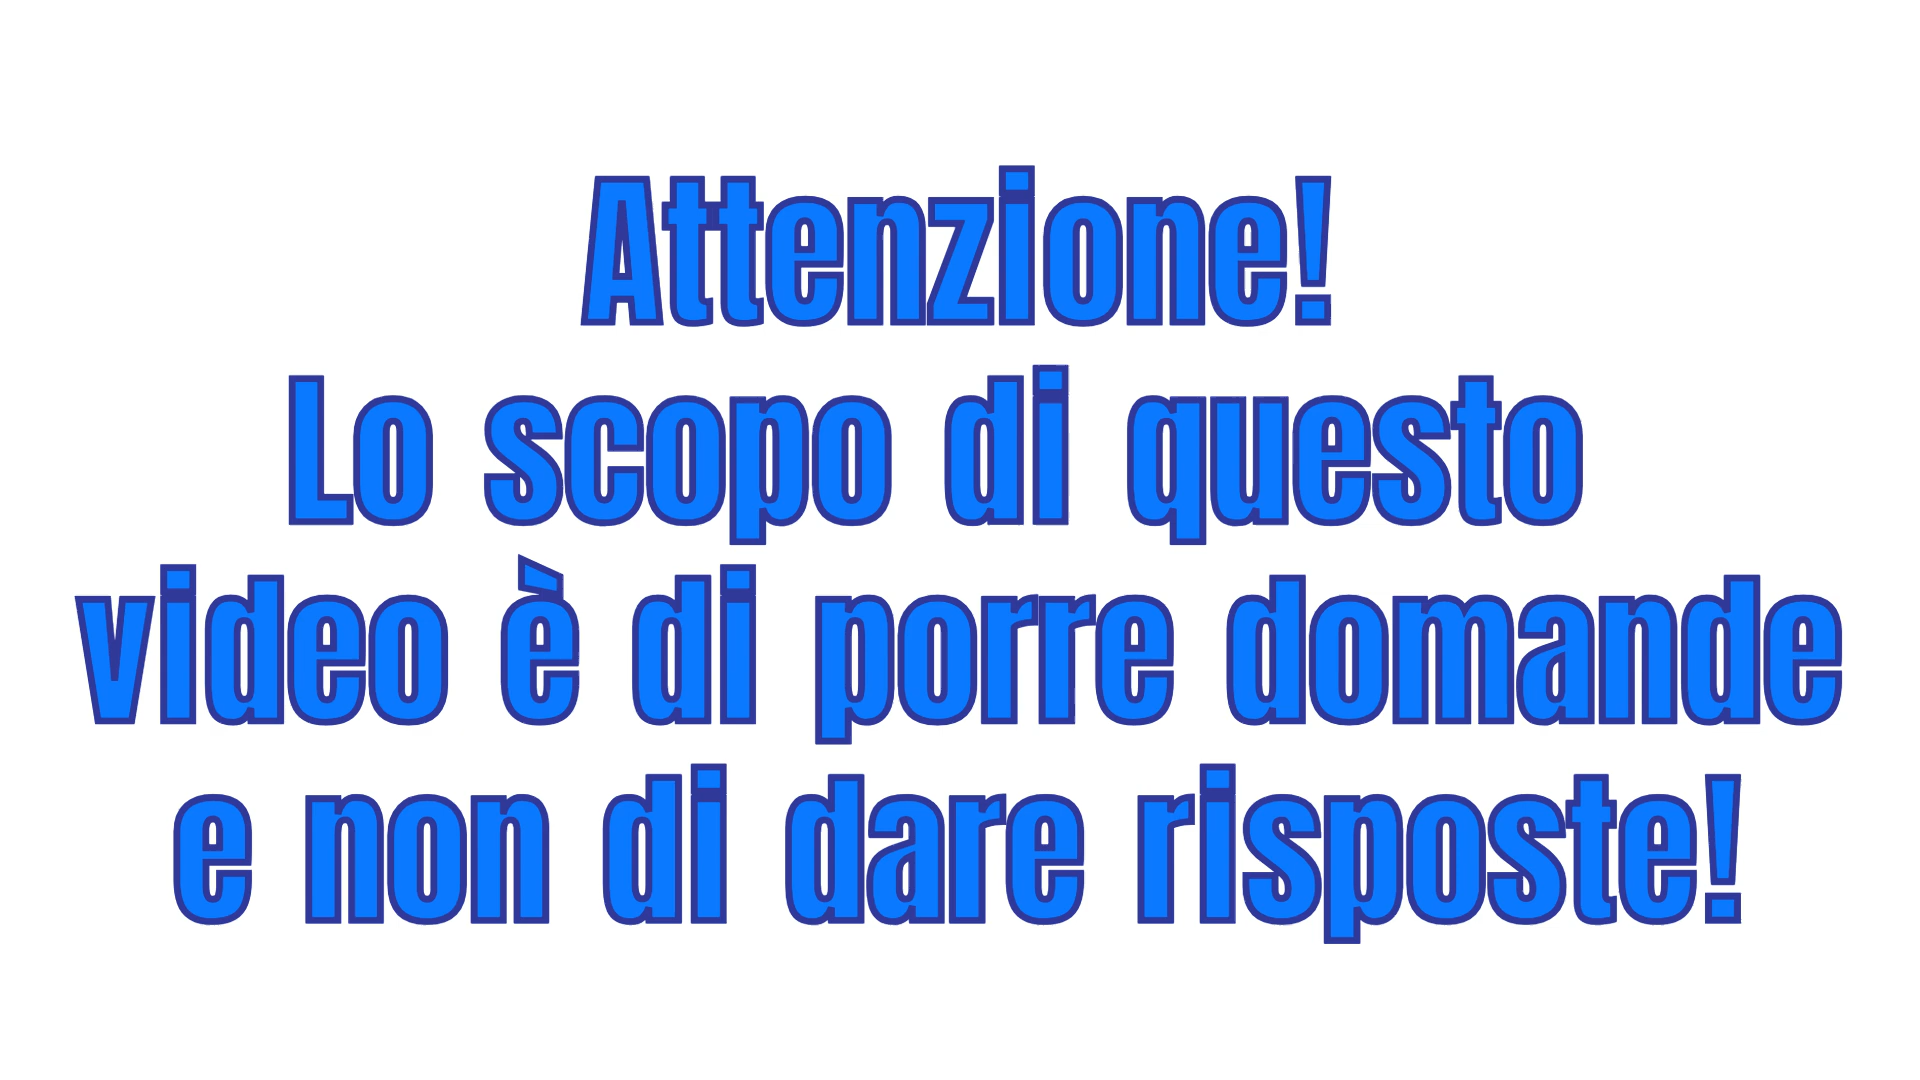 Attenzione!
Lo scopo di questo
video è di porre domande
e non di dare risposte!